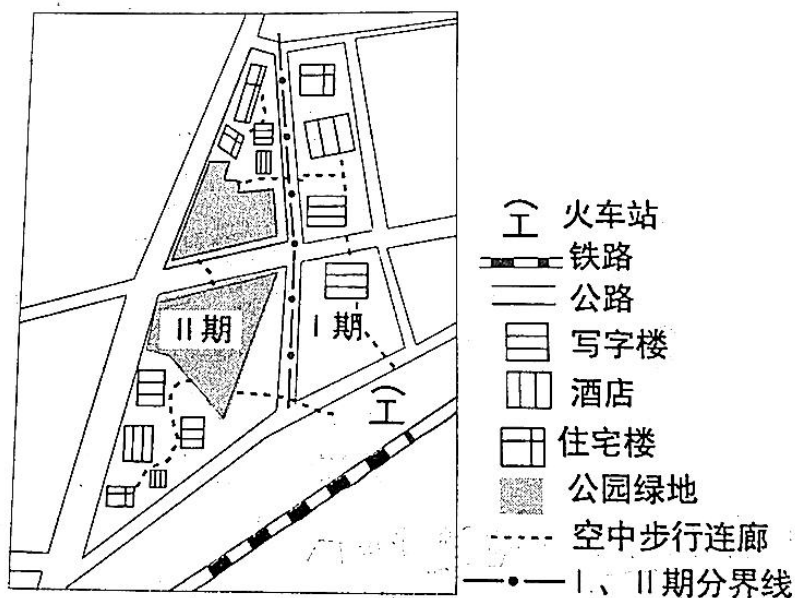 II期
I期
火车站
铁路
公路
写字楼
酒店
住宅楼
公园绿地
空中步行连廊
I、II期分界线